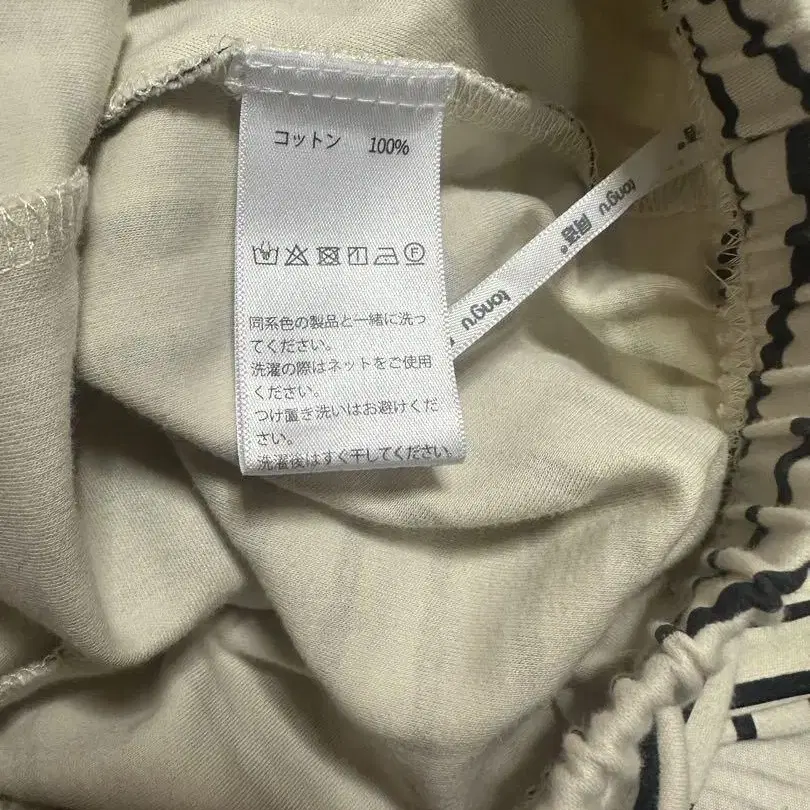 コットン 100%
同系色の製品と一緒に洗っ
てください。
洗濯の際はネットをご使用
ください。
つけ置き洗いはお避けくだ
さい。
洗濯後はすぐ干してください。
tong'u
tong'u